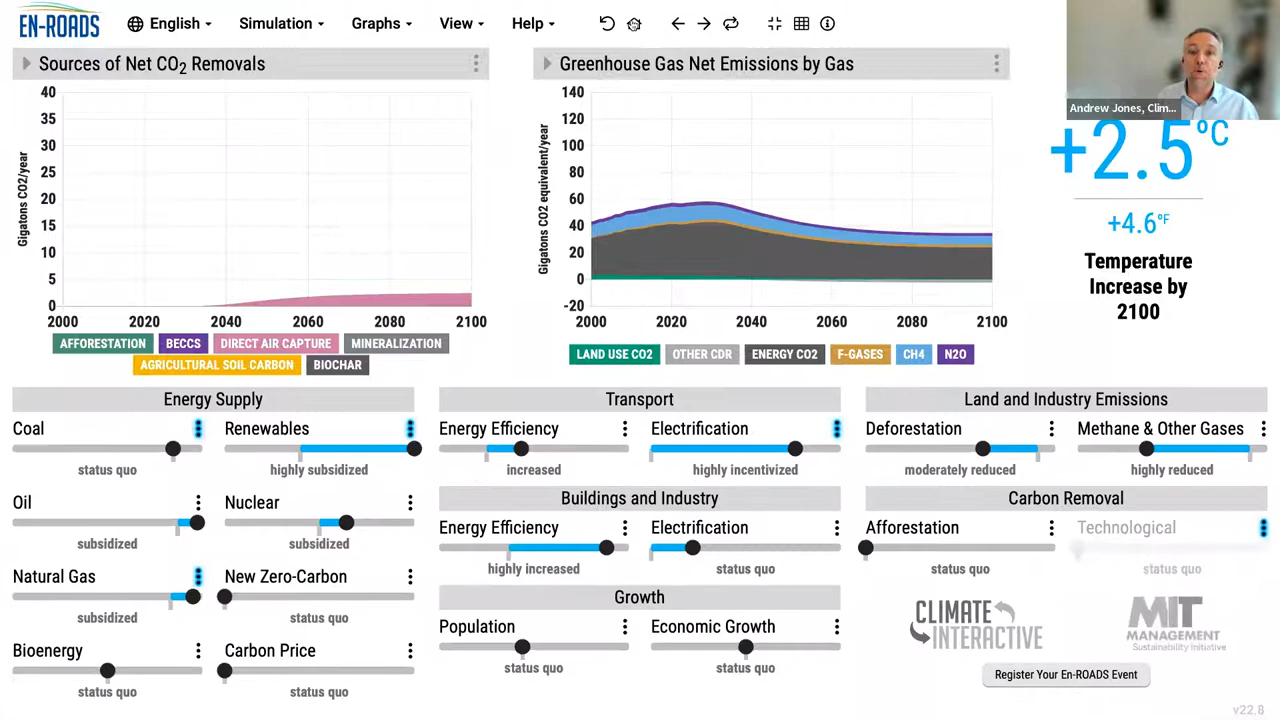 EN-ROADS
English
Simulation
Graphs
View
Help
Andrew Jones, Clim...
Sources of Net CO2 Removals
40
35
30
25
20
15
10
5
0
Gigatons CO2/year
2000 2020 2040 2060 2080 2100
AFFORESTATION BECCS DIRECT AIR CAPTURE MINERALIZATION
AGRICULTURAL SOIL CARBON BIOCHAR
Greenhouse Gas Net Emissions by Gas
140
120
100
80
60
40
20
0
-20
Gigatons CO2 equivalent/year
2000 2020 2040 2060 2080 2100
LAND USE CO2 OTHER CDR ENERGY CO2 F-GASES CH4 N2O
+2.5°C
+4.6°F
Temperature
Increase by
2100
Energy Supply
Coal
status quo
Renewables
highly subsidized
Oil
subsidized
Nuclear
subsidized
Natural Gas
subsidized
New Zero-Carbon
status quo
Bioenergy
status quo
Carbon Price
status quo
Transport
Energy Efficiency
increased
Electrification
highly incentivized
Buildings and Industry
Energy Efficiency
highly increased
Electrification
status quo
Growth
Population
status quo
Economic Growth
status quo
Land and Industry Emissions
Deforestation
moderately reduced
Methane & Other Gases
highly reduced
Carbon Removal
Afforestation
status quo
Technological
status quo
CLIMATE
INTERACTIVE
MIT
MANAGEMENT
Sustainability Initiative
Register Your En-ROADS Event
v22.8